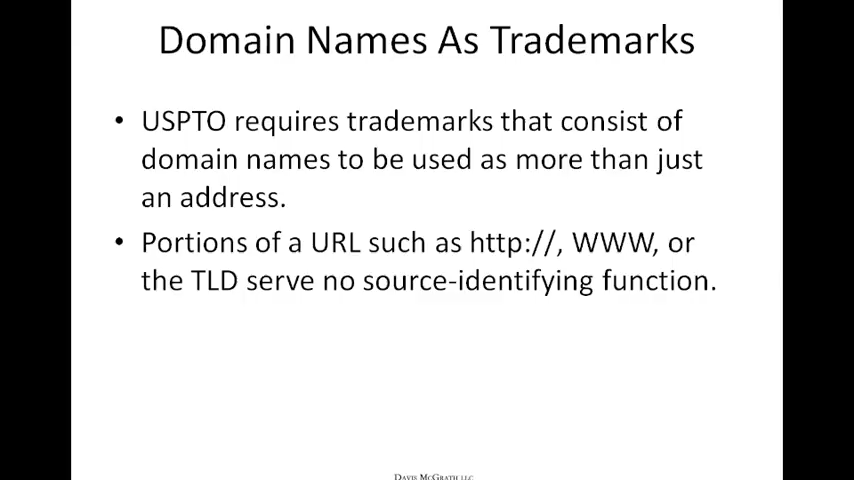 Domain Names As Trademarks
• USPTO requires trademarks that consist of
domain names to be used as more than just
an address.
• Portions of a URL such as http://, WWW, or
the TLD serve no source-identifying function.
DAVIS MCGRATH LLC